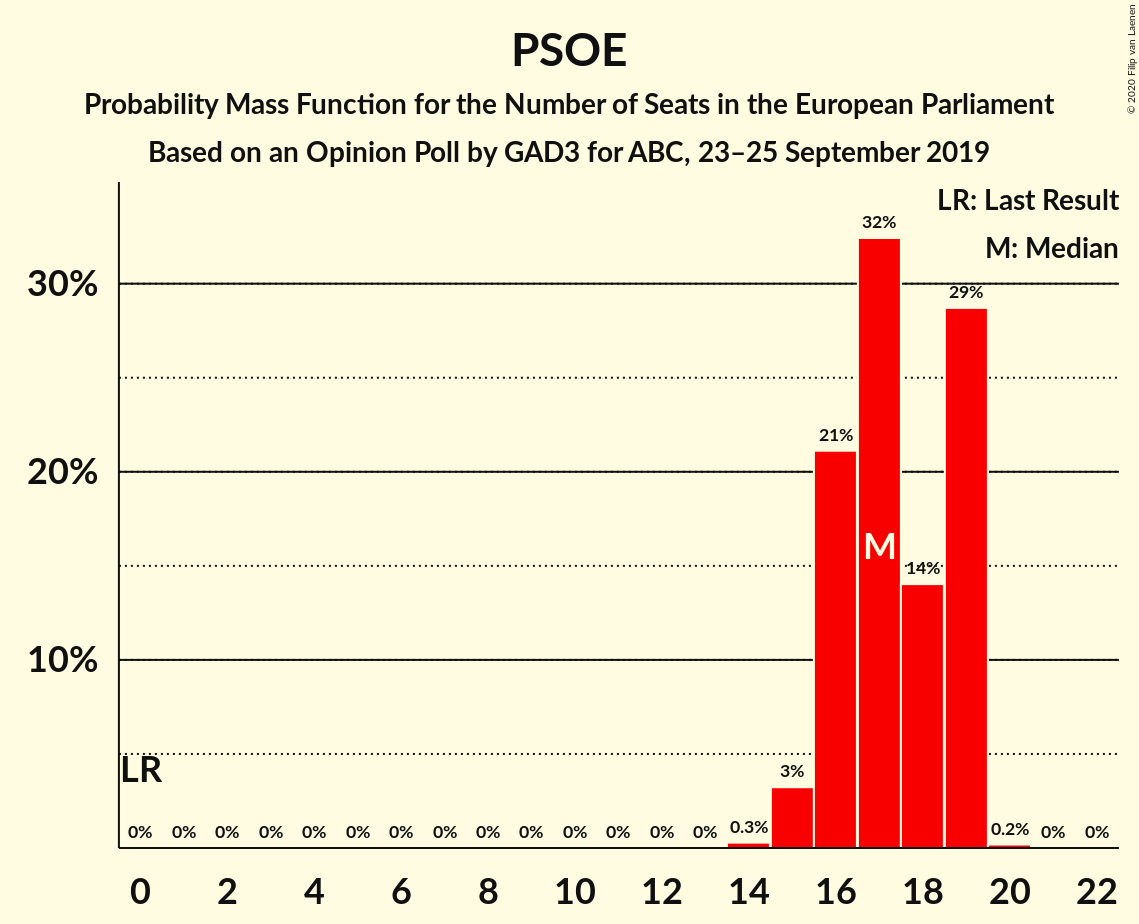 PSOE
Probability Mass Function for the Number of Seats in the European Parliament
Based on an Opinion Poll by GAD3 for ABC, 23–25 September 2019
© 2020 Filip van Laenen
LR: Last Result
M: Median
30%
20%
10%
LR
M
0% 0% 0% 0% 0% 0% 0% 0% 0% 0% 0% 0% 0% 0% 0.3% 3% 21% 32% 14% 29% 0.2% 0% 0%
0 2 4 6 8 10 12 14 16 18 20 22